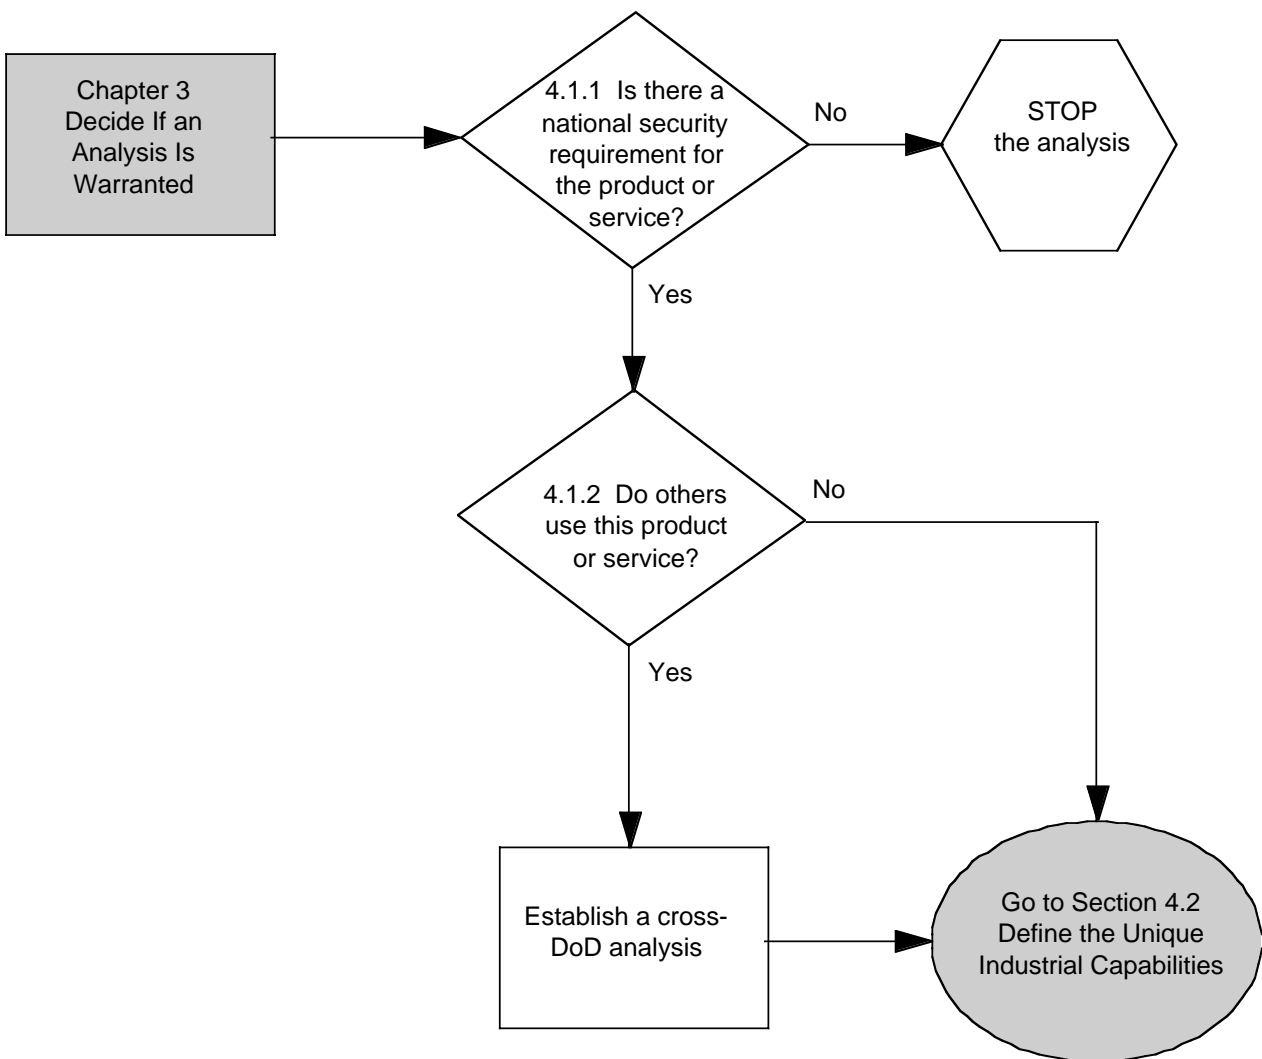 Chapter 3
Decide If an
Analysis Is
Warranted
4.1.1 Is there a
national security
requirement for
the product or
service?
No
STOP
the analysis
Yes
4.1.2 Do others
use this product
or service?
No
Yes
Establish a cross-
DoD analysis
Go to Section 4.2
Define the Unique
Industrial Capabilities